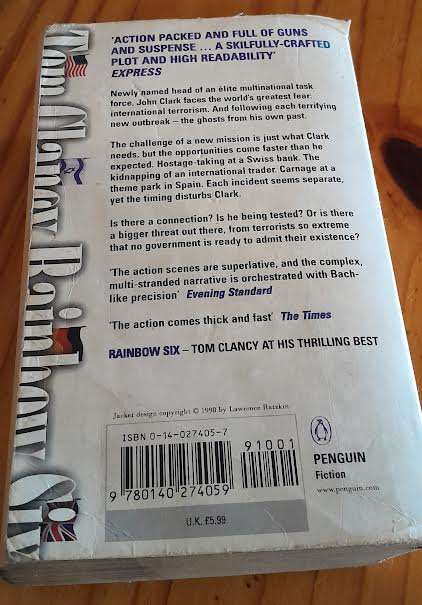 Tom Clancy Rainbow Six
'ACTION PACKED AND FULL OF GUNS
AND SUSPENSE ... A SKILFULLY-CRAFTED
PLOT AND HIGH READABILITY'
EXPRESS
Newly named head of an élite multinational task
force, John Clark faces the world's greatest fear:
international terrorism. And following each terrifying
new outbreak – the ghosts from his own past.
The challenge of a new mission is just what Clark
needs, but the opportunities come faster than he
expected. Hostage-taking at a Swiss bank. The
kidnapping of an international trader. Carnage at a
theme park in Spain. Each incident seems separate,
yet the timing disturbs Clark.
Is there a connection? Is he being tested? Or is there
a bigger threat out there, from terrorists so extreme
that no government is ready to admit their existence?
'The action scenes are superlative, and the complex,
multi-stranded narrative is orchestrated with Bach-
like precision' Evening Standard
'The action comes thick and fast' The Times
RAINBOW SIX – TOM CLANCY AT HIS THRILLING BEST
Jacket design copyright © 1998 by Lawrence Ratzkin
ISBN 0-14-027405-7
91001
9 780140 274059
U.K. £5.99
PENGUIN
Fiction
www.penguin.com